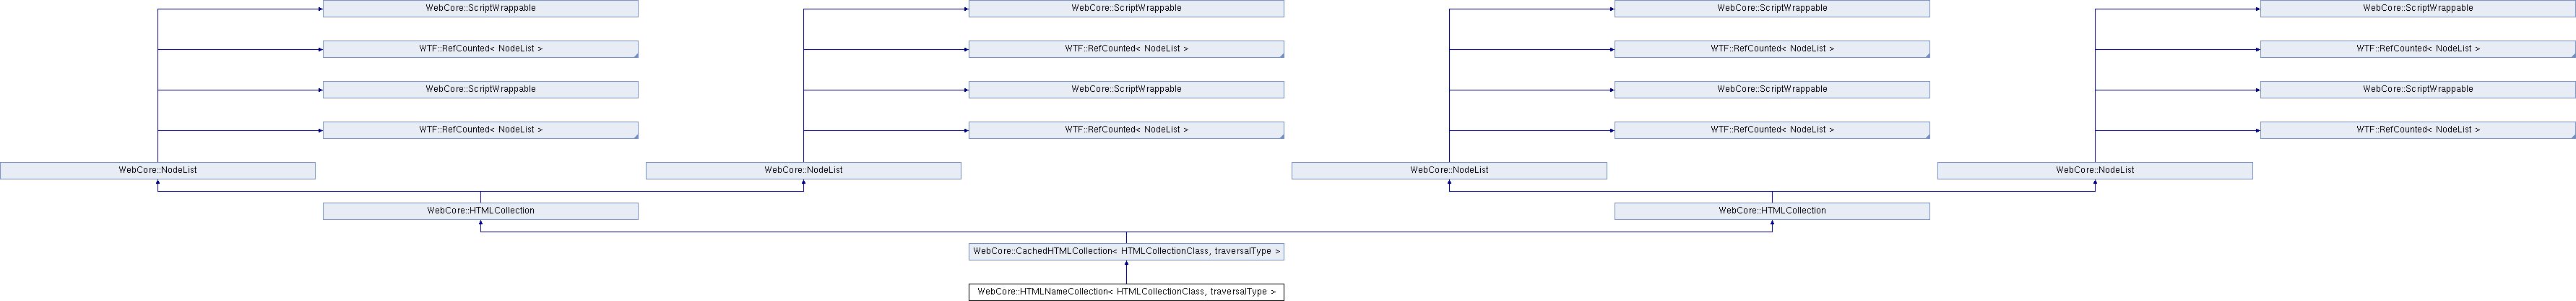 WebCore::ScriptWrappable
WebCore::ScriptWrappable
WebCore::ScriptWrappable
WebCore::ScriptWrappable
WTF::RefCounted< NodeList >
WTF::RefCounted< NodeList >
WTF::RefCounted< NodeList >
WTF::RefCounted< NodeList >
WebCore::ScriptWrappable
WebCore::ScriptWrappable
WebCore::ScriptWrappable
WebCore::ScriptWrappable
WTF::RefCounted< NodeList >
WTF::RefCounted< NodeList >
WTF::RefCounted< NodeList >
WTF::RefCounted< NodeList >
WebCore::NodeList
WebCore::NodeList
WebCore::NodeList
WebCore::NodeList
WebCore::HTMLCollection
WebCore::HTMLCollection
WebCore::CachedHTMLCollection< HTMLCollectionClass, traversalType >
WebCore::HTMLNameCollection< HTMLCollectionClass, traversalType >